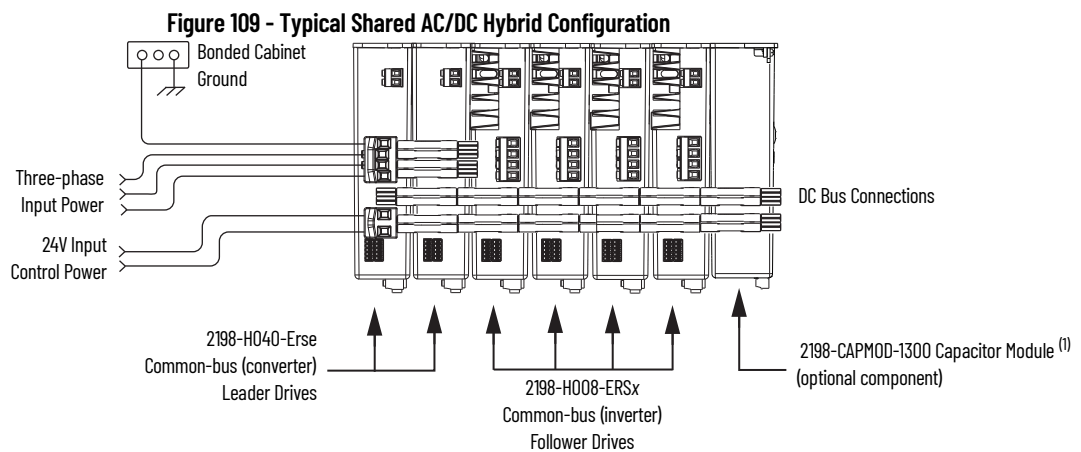 Figure 109 - Typical Shared AC/DC Hybrid Configuration
Bonded Cabinet
Ground
Three-phase
Input Power
DC Bus Connections
24V Input
Control Power
2198-H040-Erse
Common-bus (converter)
Leader Drives
2198-H008-ERSx
Common-bus (inverter)
Follower Drives
2198-CAPMOD-1300 Capacitor Module (1)
(optional component)